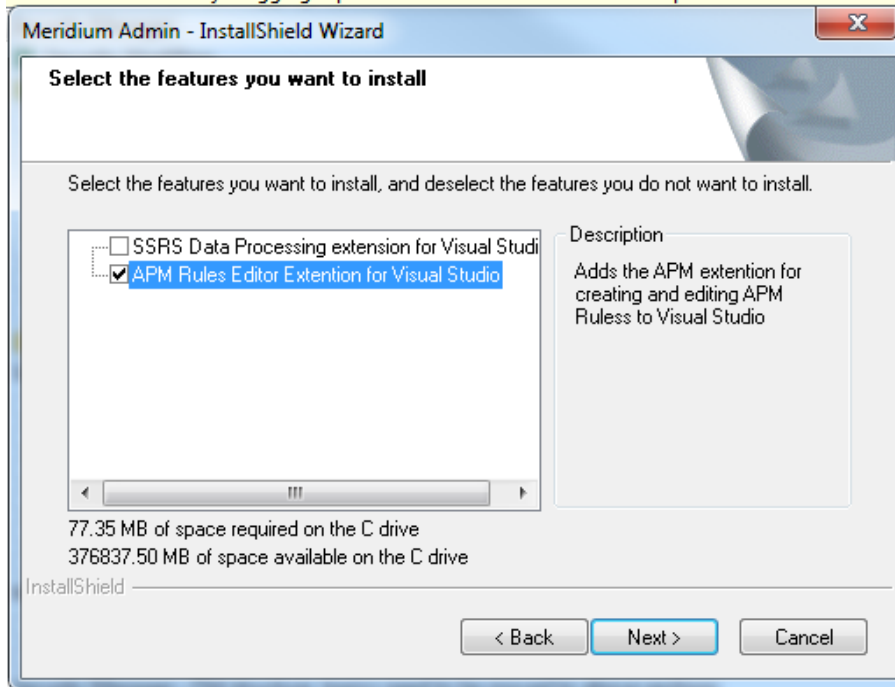 Meridium Admin - InstallShield Wizard
Select the features you want to install
Select the features you want to install, and deselect the features you do not want to install.
SSRS Data Processing extension for Visual Studi
APM Rules Editor Extention for Visual Studio
Description
Adds the APM extention for
creating and editing APM
Ruless to Visual Studio
77.35 MB of space required on the C drive
376837.50 MB of space available on the C drive
InstallShield
< Back
Next >
Cancel